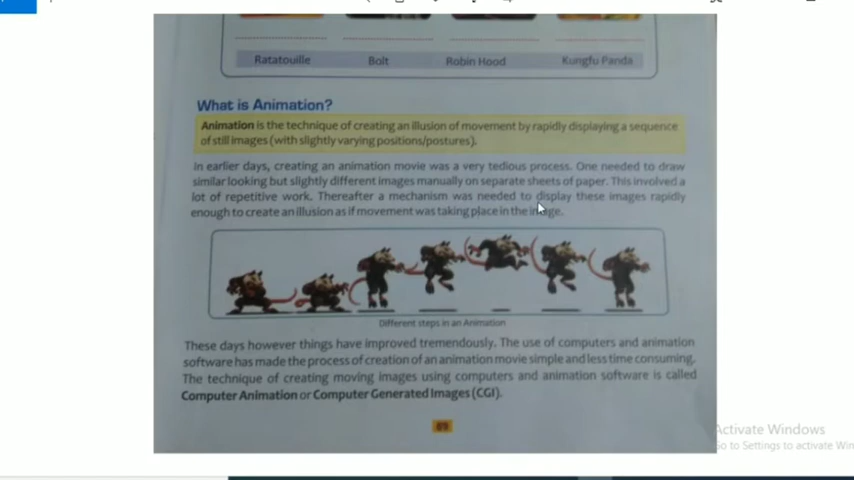 Ratatouille Bolt Robin Hood Kungfu Panda
What is Animation?
Animation is the technique of creating an illusion of movement by rapidly displaying a sequence
of still images (with slightly varying positions/postures).
In earlier days, creating an animation movie was a very tedious process. One needed to draw
similar looking but slightly different images manually on separate sheets of paper. This involved a
lot of repetitive work. Thereafter a mechanism was needed to display these images rapidly
enough to create an illusion as if movement was taking place in the image.
Different steps in an Animation
These days however things have improved tremendously. The use of computers and animation
software has made the process of creation of an animation movie simple and less time consuming.
The technique of creating moving images using computers and animation software is called
Computer Animation or Computer Generated Images (CGI).
69
Activate Windows
Go to Settings to activate Win